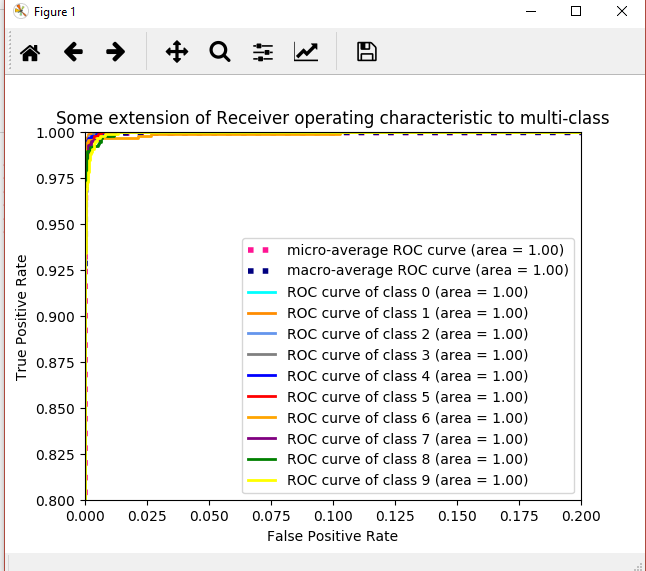 Figure 1
Some extension of Receiver operating characteristic to multi-class
1.000
0.975
0.950
0.925
0.900
0.875
0.850
0.825
0.800
True Positive Rate
micro-average ROC curve (area = 1.00)
macro-average ROC curve (area = 1.00)
ROC curve of class 0 (area = 1.00)
ROC curve of class 1 (area = 1.00)
ROC curve of class 2 (area = 1.00)
ROC curve of class 3 (area = 1.00)
ROC curve of class 4 (area = 1.00)
ROC curve of class 5 (area = 1.00)
ROC curve of class 6 (area = 1.00)
ROC curve of class 7 (area = 1.00)
ROC curve of class 8 (area = 1.00)
ROC curve of class 9 (area = 1.00)
0.000 0.025 0.050 0.075 0.100 0.125 0.150 0.175 0.200
False Positive Rate